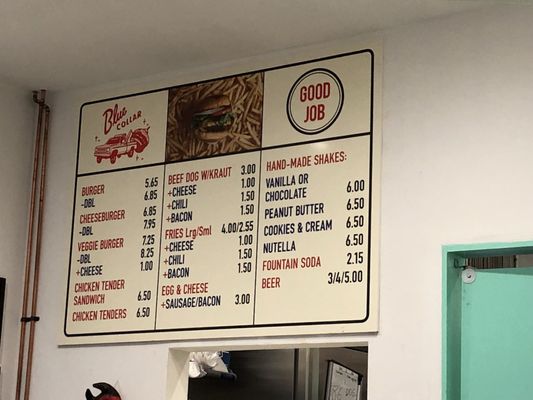 Blue
COLLAR
GOOD
JOB
BURGER 5.65
-DBL 6.85
CHEESEBURGER 6.85
-DBL 7.95
VEGGIE BURGER 7.25
-DBL 8.25
+CHEESE 1.00
CHICKEN TENDER
SANDWICH 6.50
CHICKEN TENDERS 6.50
BEEF DOG W/KRAUT 3.00
+CHEESE 1.00
+CHILI 1.50
+BACON 1.50
FRIES Lrg/Sml 4.00/2.55
+CHEESE 1.00
+CHILI 1.50
+BACON 1.50
EGG & CHEESE
+SAUSAGE/BACON 3.00
HAND-MADE SHAKES:
VANILLA OR
CHOCOLATE 6.00
PEANUT BUTTER 6.50
COOKIES & CREAM 6.50
NUTELLA 6.50
FOUNTAIN SODA 2.15
BEER 3/4/5.00